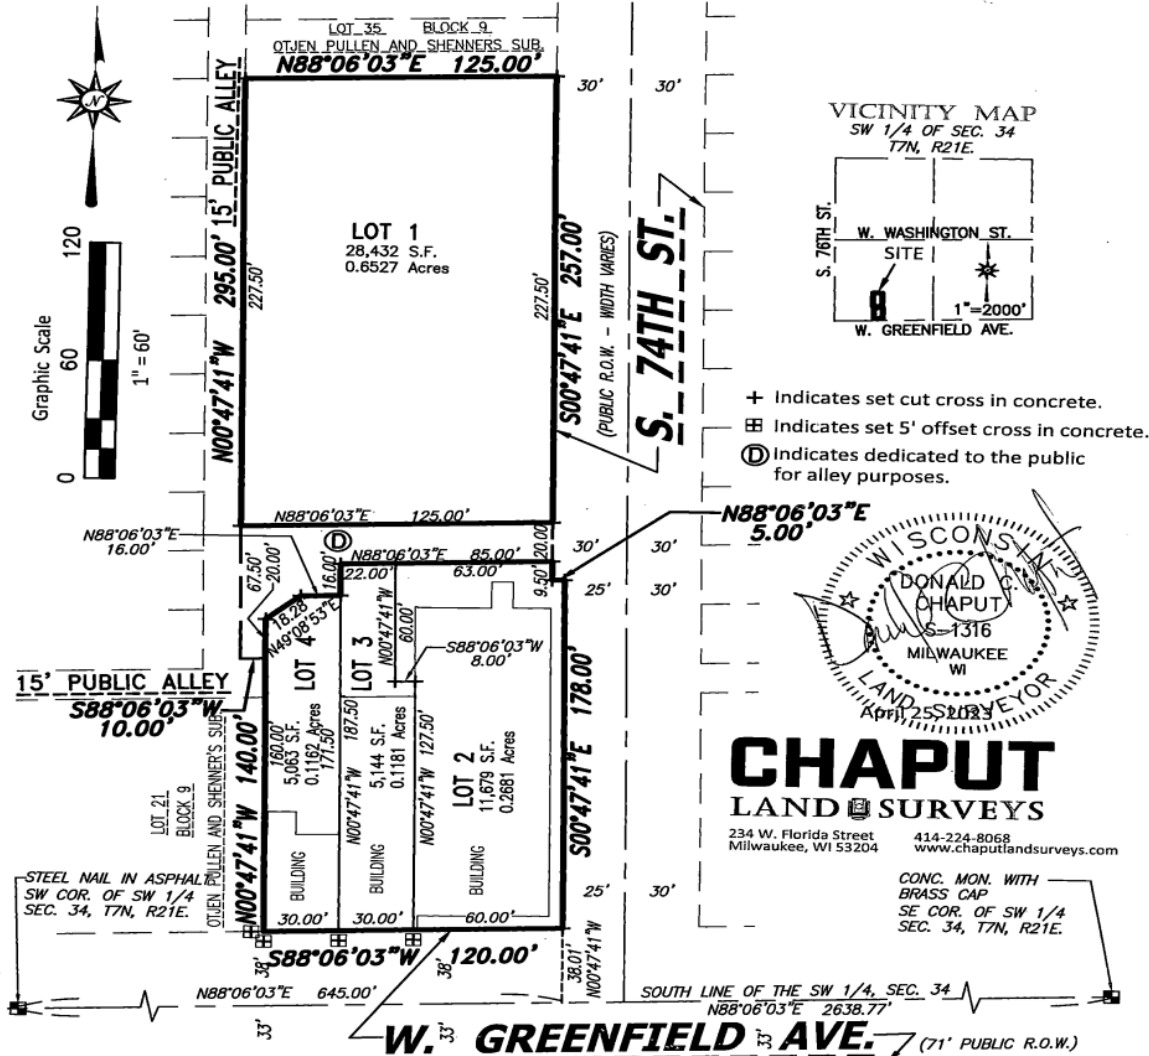 LOT 35 BLOCK 9
OTJEN PULLEN AND SHENNERS SUB.
N88°06'03"E 125.00'
30' 30'
N
15' PUBLIC ALLEY
N00°47'41"W 295.00'
227.50'
LOT 1
28,432 S.F.
0.6527 Acres
227.50'
S00°47'41"E 257.00'
(PUBLIC R.O.W. - WIDTH VARIES)
S. 74TH ST.
Graphic Scale
0 60 120
1" = 60'
VICINITY MAP
SW 1/4 OF SEC. 34
T7N, R21E.
S. 76TH ST.
W. WASHINGTON ST.
SITE
1"=2000'
W. GREENFIELD AVE.
+ Indicates set cut cross in concrete.
Indicates set 5' offset cross in concrete.
D Indicates dedicated to the public
for alley purposes.
N88°06'03"E 125.00'
N88°06'03"E
16.00'
D
N88°06'03"E 85.00'
20.00'
N88°06'03"E
5.00'
30' 30'
67.50'
20.00'
16.00'
22.00' 63.00'
9.50'
25' 30'
18.28'
N49°08'53"E
N00°47'41"W
60.00'
S88°06'03"W
8.00'
15' PUBLIC ALLEY
S88°06'03"W
10.00'
N00°47'41"W 140.00'
LOT 21
BLOCK 9
OTJEN PULLEN AND SHENNER'S SUB.
LOT 4
160.00'
5,063 S.F.
0.1162 Acres
171.50'
LOT 3
N00°47'41"W 187.50'
5,144 S.F.
0.1181 Acres
N00°47'41"W 127.50'
LOT 2
11,679 S.F.
0.2681 Acres
S00°47'41"E 178.00'
BUILDING
BUILDING
BUILDING
30.00' 30.00' 60.00'
25' 30'
S88°06'03"W 120.00'
38' 38'
38.01'
N00°47'41"W
STEEL NAIL IN ASPHALT
SW COR. OF SW 1/4
SEC. 34, T7N, R21E.
N88°06'03"E 645.00'
SOUTH LINE OF THE SW 1/4, SEC. 34
N88°06'03"E 2638.77'
33' 33' 33'
W. GREENFIELD AVE.
(71' PUBLIC R.O.W.)
WISCONSIN
DONALD C.
CHAPUT
S-1316
MILWAUKEE
WI
LAND SURVEYOR
April 25, 2023
CHAPUT
LAND SURVEYS
234 W. Florida Street
Milwaukee, WI 53204
414-224-8068
www.chaputlandsurveys.com
CONC. MON. WITH
BRASS CAP
SE COR. OF SW 1/4
SEC. 34, T7N, R21E.